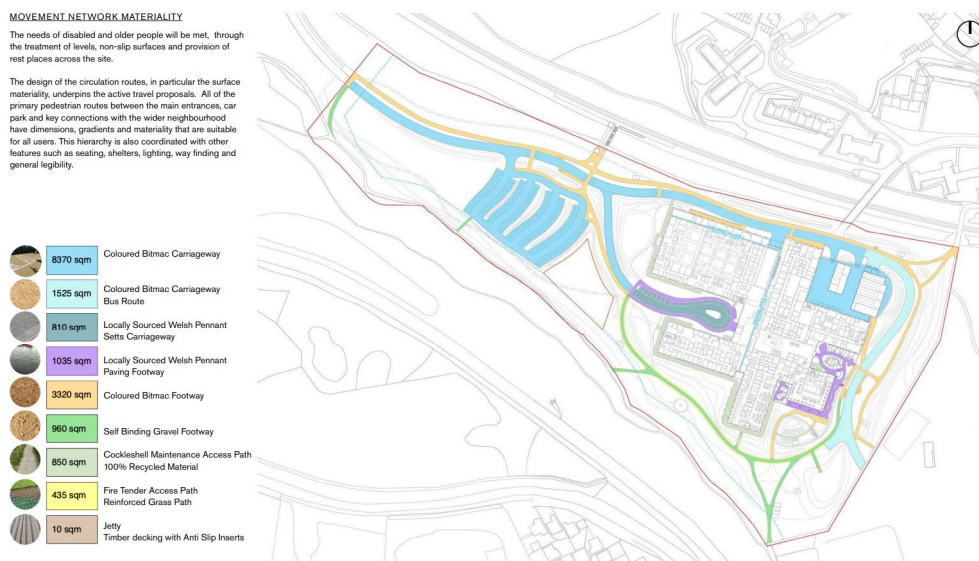 MOVEMENT NETWORK MATERIALITY
The needs of disabled and older people will be met, through
the treatment of levels, non-slip surfaces and provision of
rest places across the site.
The design of the circulation routes, in particular the surface
materiality, underpins the active travel proposals. All of the
primary pedestrian routes between the main entrances, car
park and key connections with the wider neighbourhood
have dimensions, gradients and materiality that are suitable
for all users. This hierarchy is also coordinated with other
features such as seating, shelters, lighting, way finding and
general legibility.
8370 sqm
Coloured Bitmac Carriageway
1525 sqm
Coloured Bitmac Carriageway
Bus Route
810 sqm
Locally Sourced Welsh Pennant
Setts Carriageway
1035 sqm
Locally Sourced Welsh Pennant
Paving Footway
3320 sqm
Coloured Bitmac Footway
960 sqm
Self Binding Gravel Footway
850 sqm
Cockleshell Maintenance Access Path
100% Recycled Material
435 sqm
Fire Tender Access Path
Reinforced Grass Path
10 sqm
Jetty
Timber decking with Anti Slip Inserts